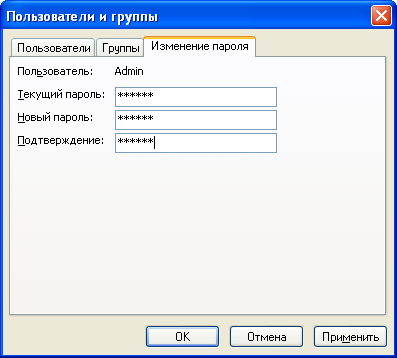 Пользователи и группы
Пользователи Группы Изменение пароля
Пользователь: Admin
Текущий пароль: ******
Новый пароль: ******
Подтверждение: ******
OK Отмена Применить